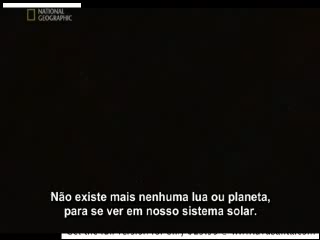 NATIONAL
GEOGRAPHIC
Não existe mais nenhuma lua ou planeta,
para se ver em nosso sistema solar.